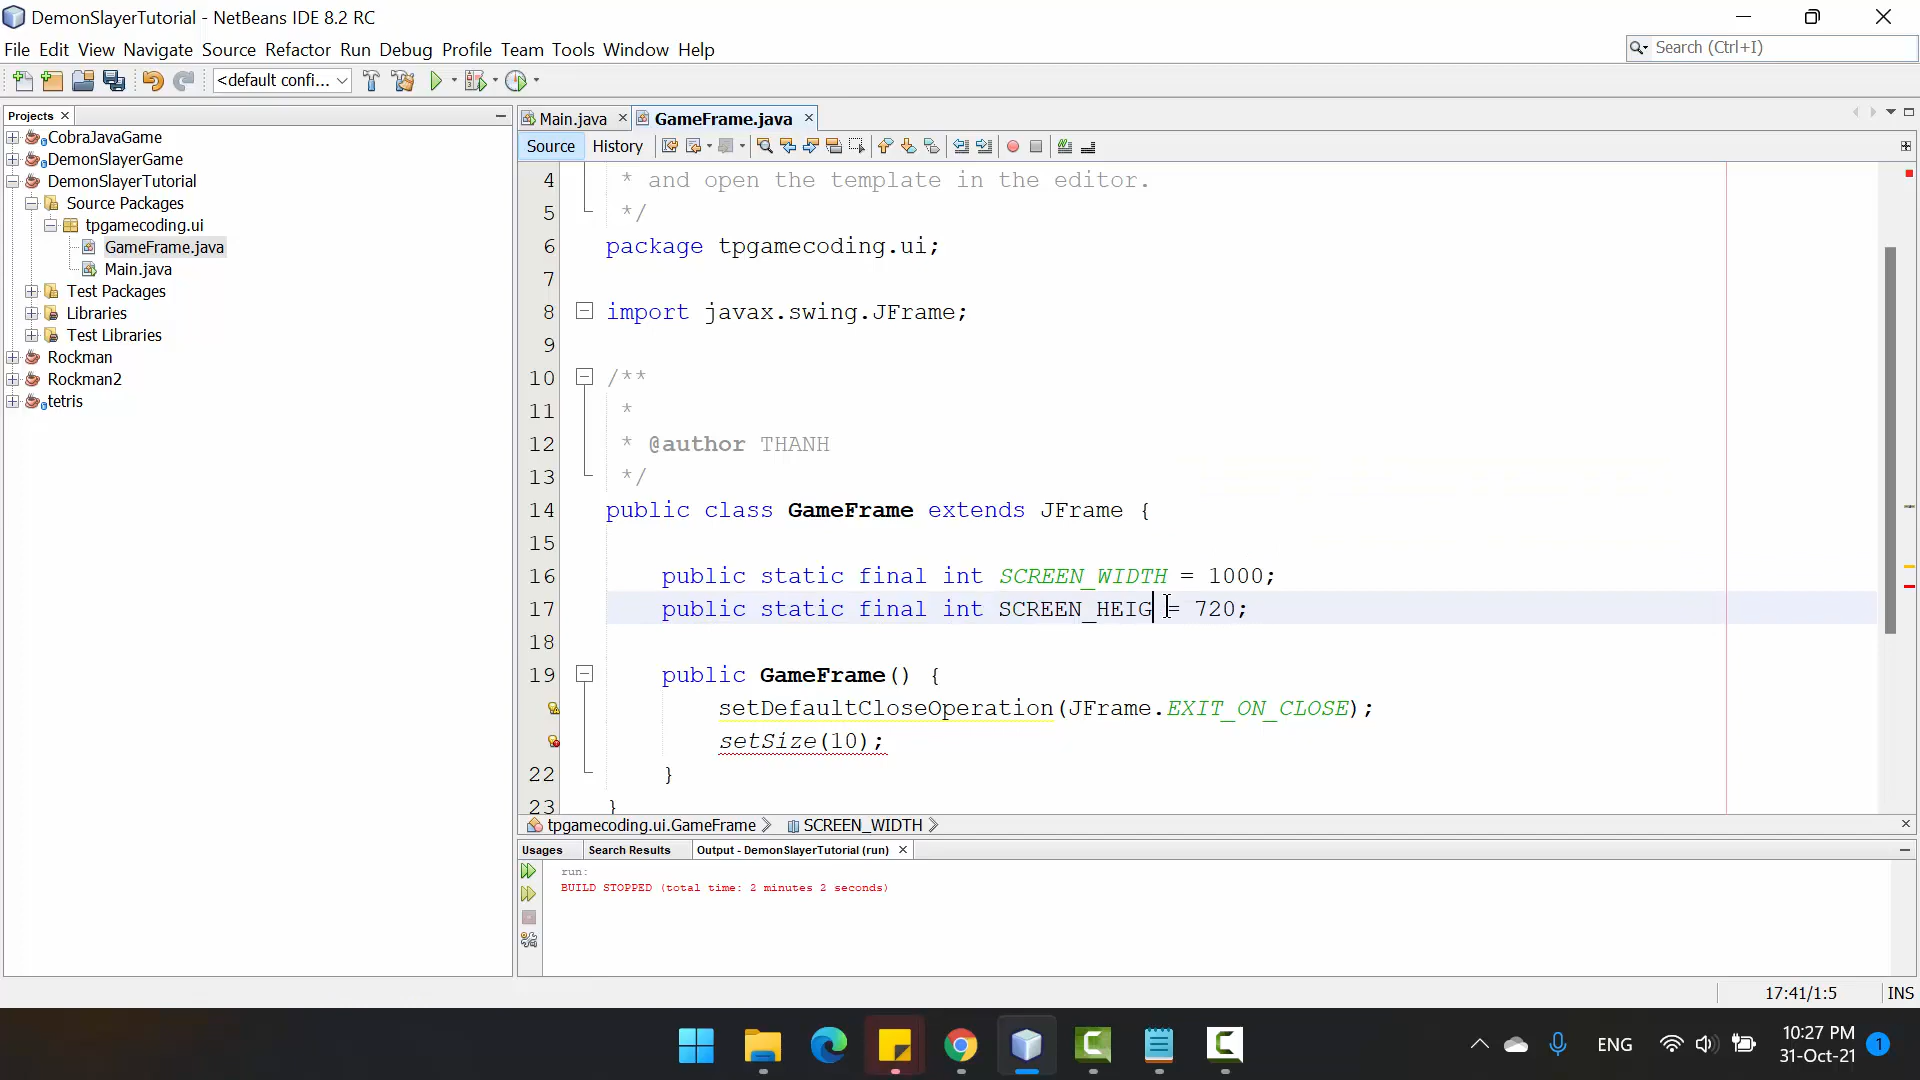 DemonSlayerTutorial - NetBeans IDE 8.2 RC
File Edit View Navigate Source Refactor Run Debug Profile Team Tools Window Help
Search (Ctrl+I)
<default confi...
Projects
CobraJavaGame
DemonSlayerGame
DemonSlayerTutorial
Source Packages
tpgamecoding.ui
GameFrame.java
Main.java
Test Packages
Libraries
Test Libraries
Rockman
Rockman2
tetris
Main.java GameFrame.java
Source History
4 * and open the template in the editor.
5 */
6 package tpgamecoding.ui;
7
8 import javax.swing.JFrame;
9
10 /**
11 *
12 * @author THANH
13 */
14 public class GameFrame extends JFrame {
15
16 public static final int SCREEN_WIDTH = 1000;
17 public static final int SCREEN_HEIG = 720;
18
19 public GameFrame() {
setDefaultCloseOperation(JFrame.EXIT_ON_CLOSE);
setSize(10);
22 }
23 }
tpgamecoding.ui.GameFrame SCREEN_WIDTH
Usages Search Results Output - DemonSlayerTutorial (run)
run:
BUILD STOPPED (total time: 2 minutes 2 seconds)
17:41/1:5 INS
ENG
10:27 PM
31-Oct-21
1